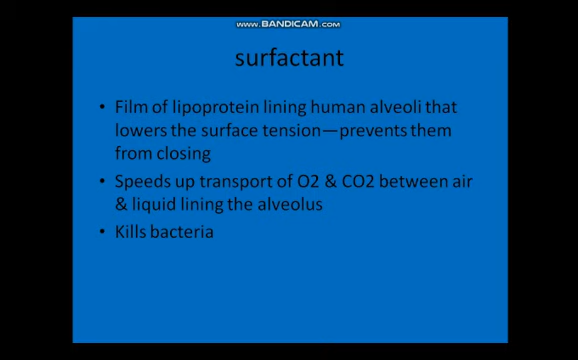 www.BANDICAM.com
surfactant
• Film of lipoprotein lining human alveoli that
lowers the surface tension—prevents them
from closing
• Speeds up transport of O2 & CO2 between air
& liquid lining the alveolus
• Kills bacteria